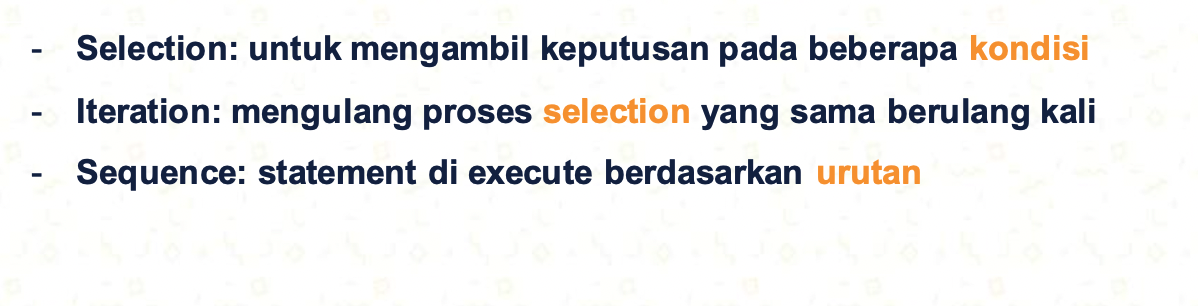 - Selection: untuk mengambil keputusan pada beberapa kondisi
- Iteration: mengulang proses selection yang sama berulang kali
- Sequence: statement di execute berdasarkan urutan